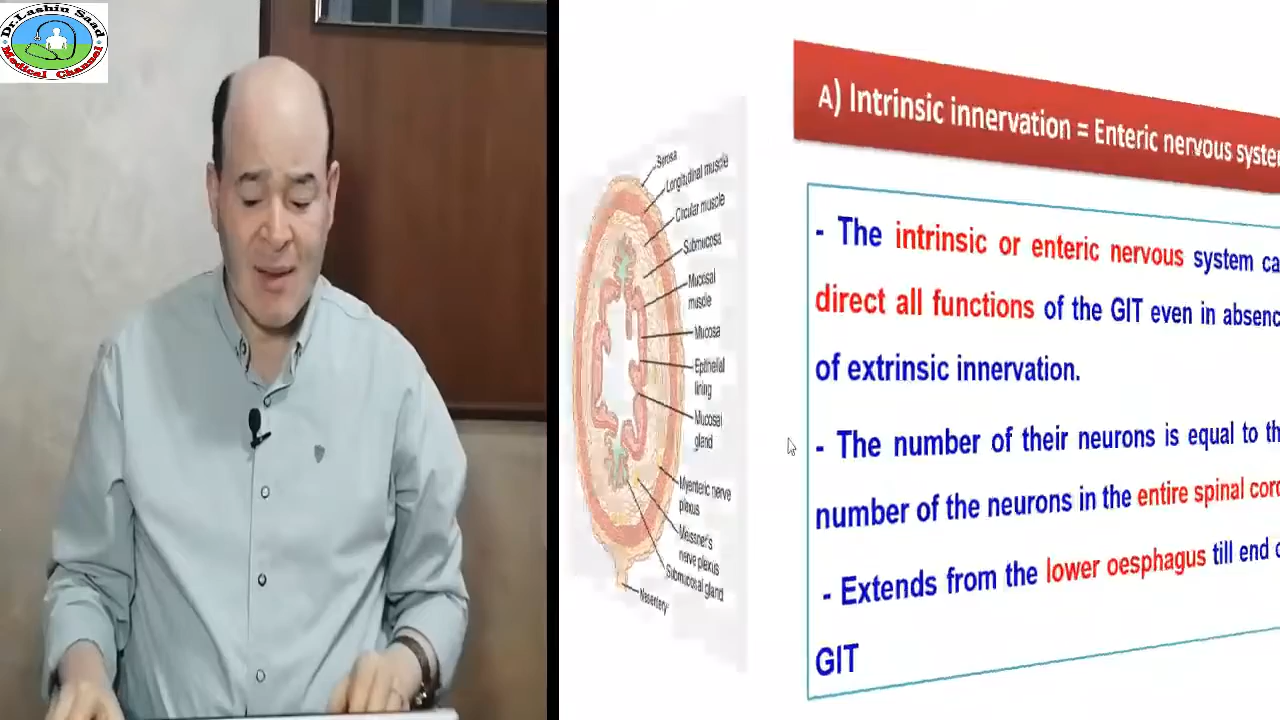 Dr.Lashin Saad
Medical Channel
A) Intrinsic innervation = Enteric nervous syste
Serosa
Longitudinal muscle
Circular muscle
Submucosa
Mucosal
muscle
Mucosa
Epithelial
lining
Mucosal
gland
Myenteric nerve
plexus
Meissner's
nerve plexus
Submucosal gland
Mesentery
- The intrinsic or enteric nervous system ca
direct all functions of the GIT even in absenc
of extrinsic innervation.
- The number of their neurons is equal to th
number of the neurons in the entire spinal cord
- Extends from the lower oesphagus till end o
GIT